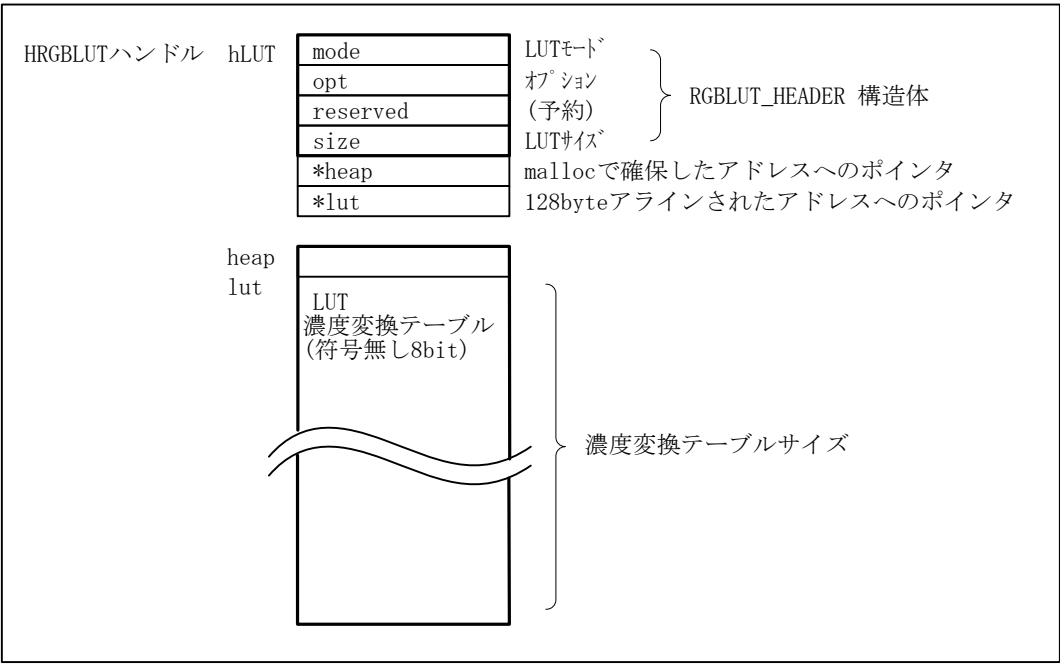 HRGBLUTハンドル hLUT mode LUTﾓｰﾄﾞ
opt ｵﾌﾟｼｮﾝ
reserved (予約)
size LUTｻｲｽﾞ
RGBLUT_HEADER 構造体
*heap mallocで確保したアドレスへのポインタ
*lut 128byteアラインされたアドレスへのポインタ
heap
lut
LUT
濃度変換テーブル
(符号無し8bit)
濃度変換テーブルサイズ